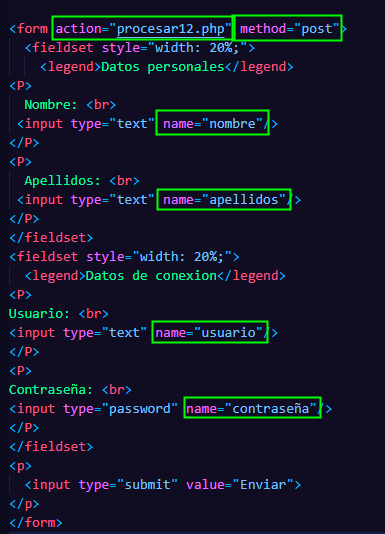 <form action="procesar12.php" method="post">
<fieldset style="width: 20%;">
<legend>Datos personales</legend>
<P>
Nombre: <br>
<input type="text" name="nombre"/>
</P>
<P>
Apellidos: <br>
<input type="text" name="apellidos"/>
</P>
</fieldset>
<fieldset style="width: 20%;">
<legend>Datos de conexion</legend>
<P>
Usuario: <br>
<input type="text" name="usuario"/>
</P>
<P>
Contraseña: <br>
<input type="password" name="contraseña"/>
</P>
</fieldset>
<p>
<input type="submit" value="Enviar">
</p>
</form>